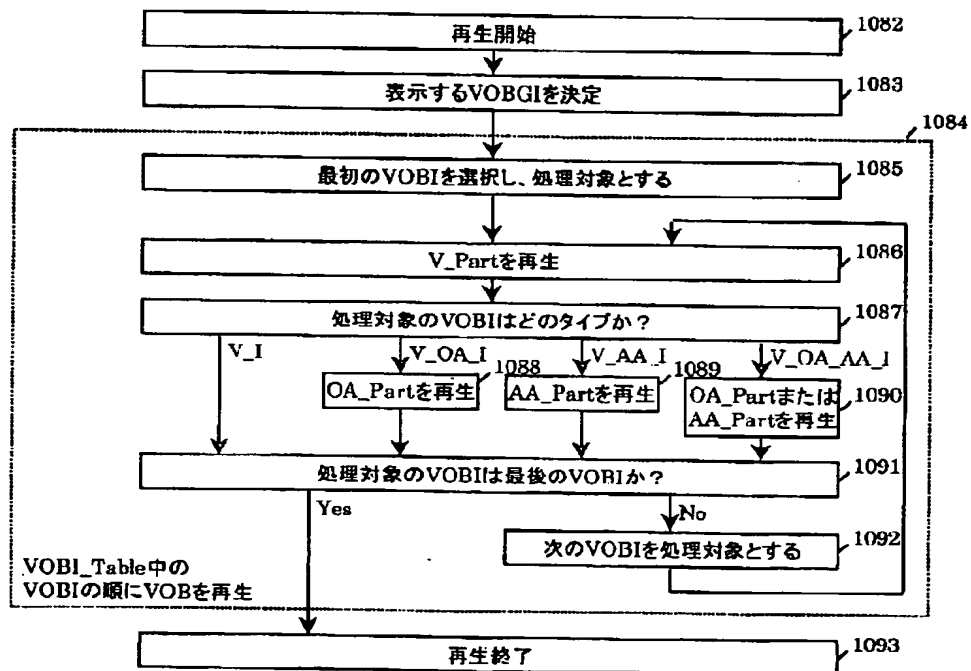 再生開始
1082
表示するVOBGIを決定
1083
1084
最初のVOBIを選択し、処理対象とする
1085
V_Partを再生
1086
処理対象のVOBIはどのタイプか？
1087
V_I
V_OA_I
V_AA_I
V_OA_AA_I
OA_Partを再生
1088
AA_Partを再生
1089
OA_Partまたは
AA_Partを再生
1090
処理対象のVOBIは最後のVOBIか？
1091
Yes
No
次のVOBIを処理対象とする
1092
VOBI_Table中の
VOBIの順にVOBを再生
再生終了
1093